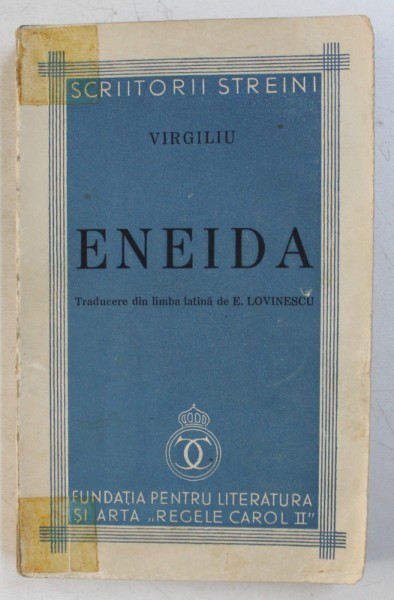 SCRIITORII STREINI
VIRGILIU
ENEIDA
Traducere din limba latină de E. LOVINESCU
FUNDAȚIA PENTRU LITERATURA
ȘI ARTA „REGELE CAROL II"